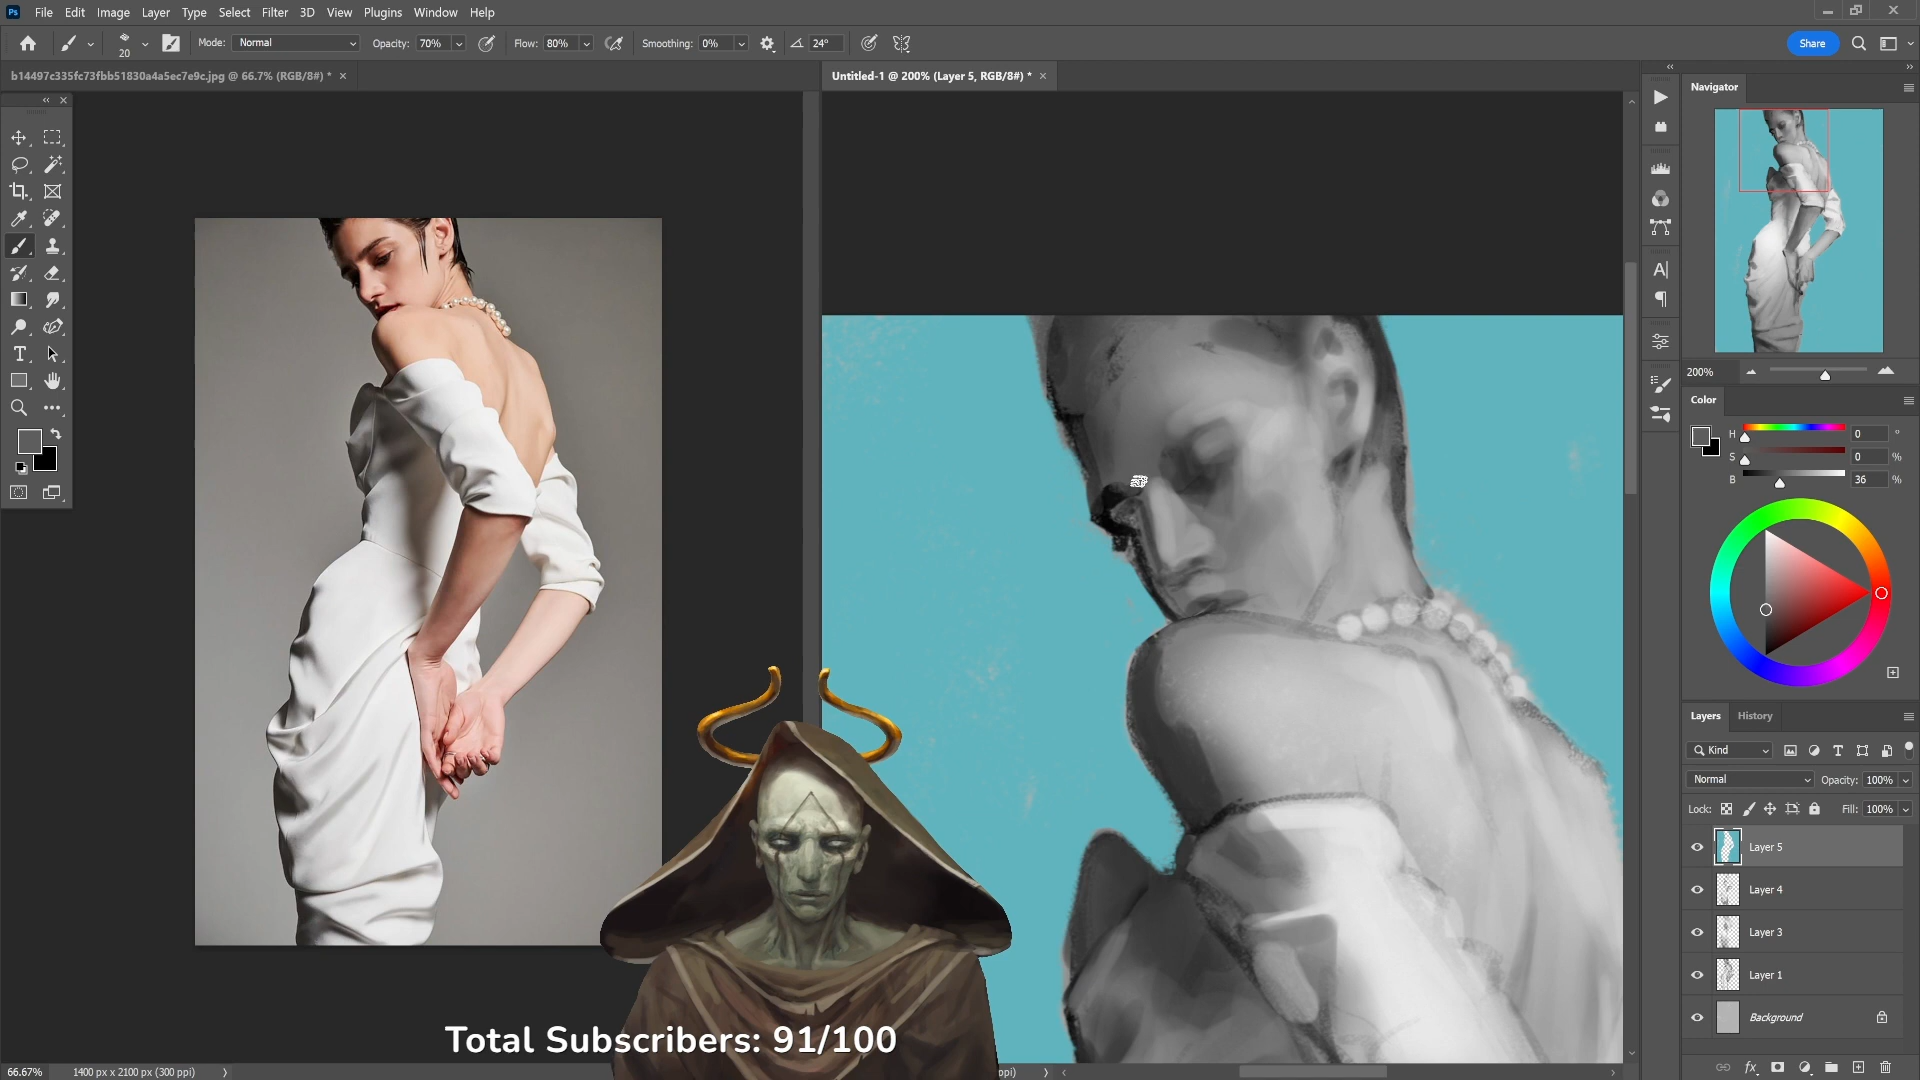 Ps File Edit Image Layer Type Select Filter 3D View Plugins Window Help
20 Mode: Normal Opacity: 70% Flow: 80% Smoothing: 0% 24° Share
b14497c335fc73fbb51830a4a5ec7e9c.jpg @ 66.7% (RGB/8#) *
Untitled-1 @ 200% (Layer 5, RGB/8#) *
Navigator
200%
Color
H 0 °
S 0 %
B 36 %
Layers History
Kind
Normal Opacity: 100%
Lock: Fill: 100%
Layer 5
Layer 4
Layer 3
Layer 1
Background
Total Subscribers: 91/100
66.67% 1400 px x 2100 px (300 ppi)
ppi)